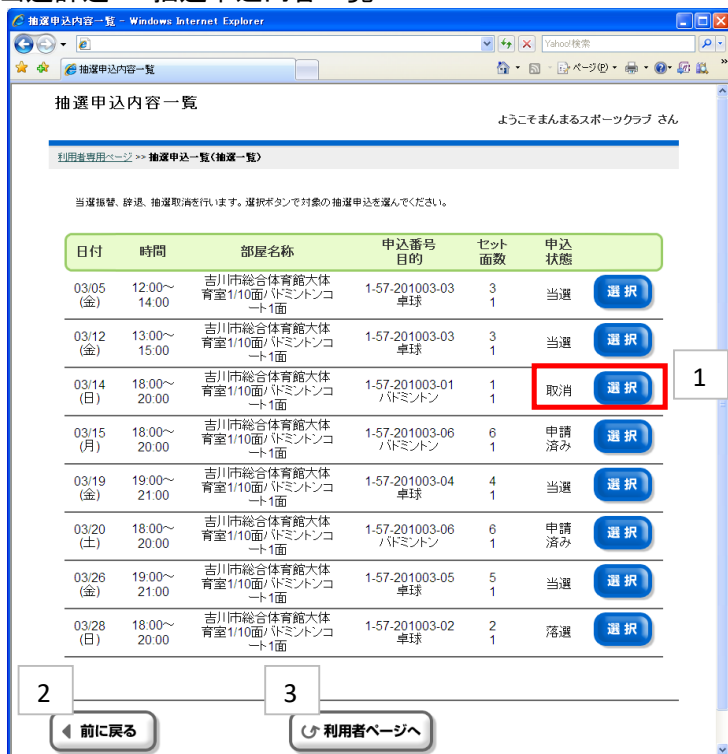 抽選申込内容一覧 - Windows Internet Explorer
Yahoo!検索
抽選申込内容一覧
ページ(P)
抽選申込内容一覧
ようこそまんまるスポーツクラブ さん
利用者専用ページ >> 抽選申込一覧(抽選一覧)
当選振替、辞退、抽選取消を行います。選択ボタンで対象の抽選申込を選んでください。
日付 時間 部屋名称 申込番号 目的 セット 面数 申込 状態
03/05 (金) 12:00～ 14:00 吉川市総合体育館大体育室1/10面バドミントンコート1面 1-57-201003-03 卓球 3 1 当選 選択
03/12 (金) 13:00～ 15:00 吉川市総合体育館大体育室1/10面バドミントンコート1面 1-57-201003-03 卓球 3 1 当選 選択
03/14 (日) 18:00～ 20:00 吉川市総合体育館大体育室1/10面バドミントンコート1面 1-57-201003-01 バドミントン 1 1 取消 選択
1
03/15 (月) 18:00～ 20:00 吉川市総合体育館大体育室1/10面バドミントンコート1面 1-57-201003-06 バドミントン 6 1 申請済み 選択
03/19 (金) 19:00～ 21:00 吉川市総合体育館大体育室1/10面バドミントンコート1面 1-57-201003-04 卓球 4 1 当選 選択
03/20 (土) 18:00～ 20:00 吉川市総合体育館大体育室1/10面バドミントンコート1面 1-57-201003-06 バドミントン 6 1 申請済み 選択
03/26 (金) 19:00～ 21:00 吉川市総合体育館大体育室1/10面バドミントンコート1面 1-57-201003-05 卓球 5 1 当選 選択
03/28 (日) 18:00～ 20:00 吉川市総合体育館大体育室1/10面バドミントンコート1面 1-57-201003-02 卓球 2 1 落選 選択
2 3
前に戻る 利用者ページへ